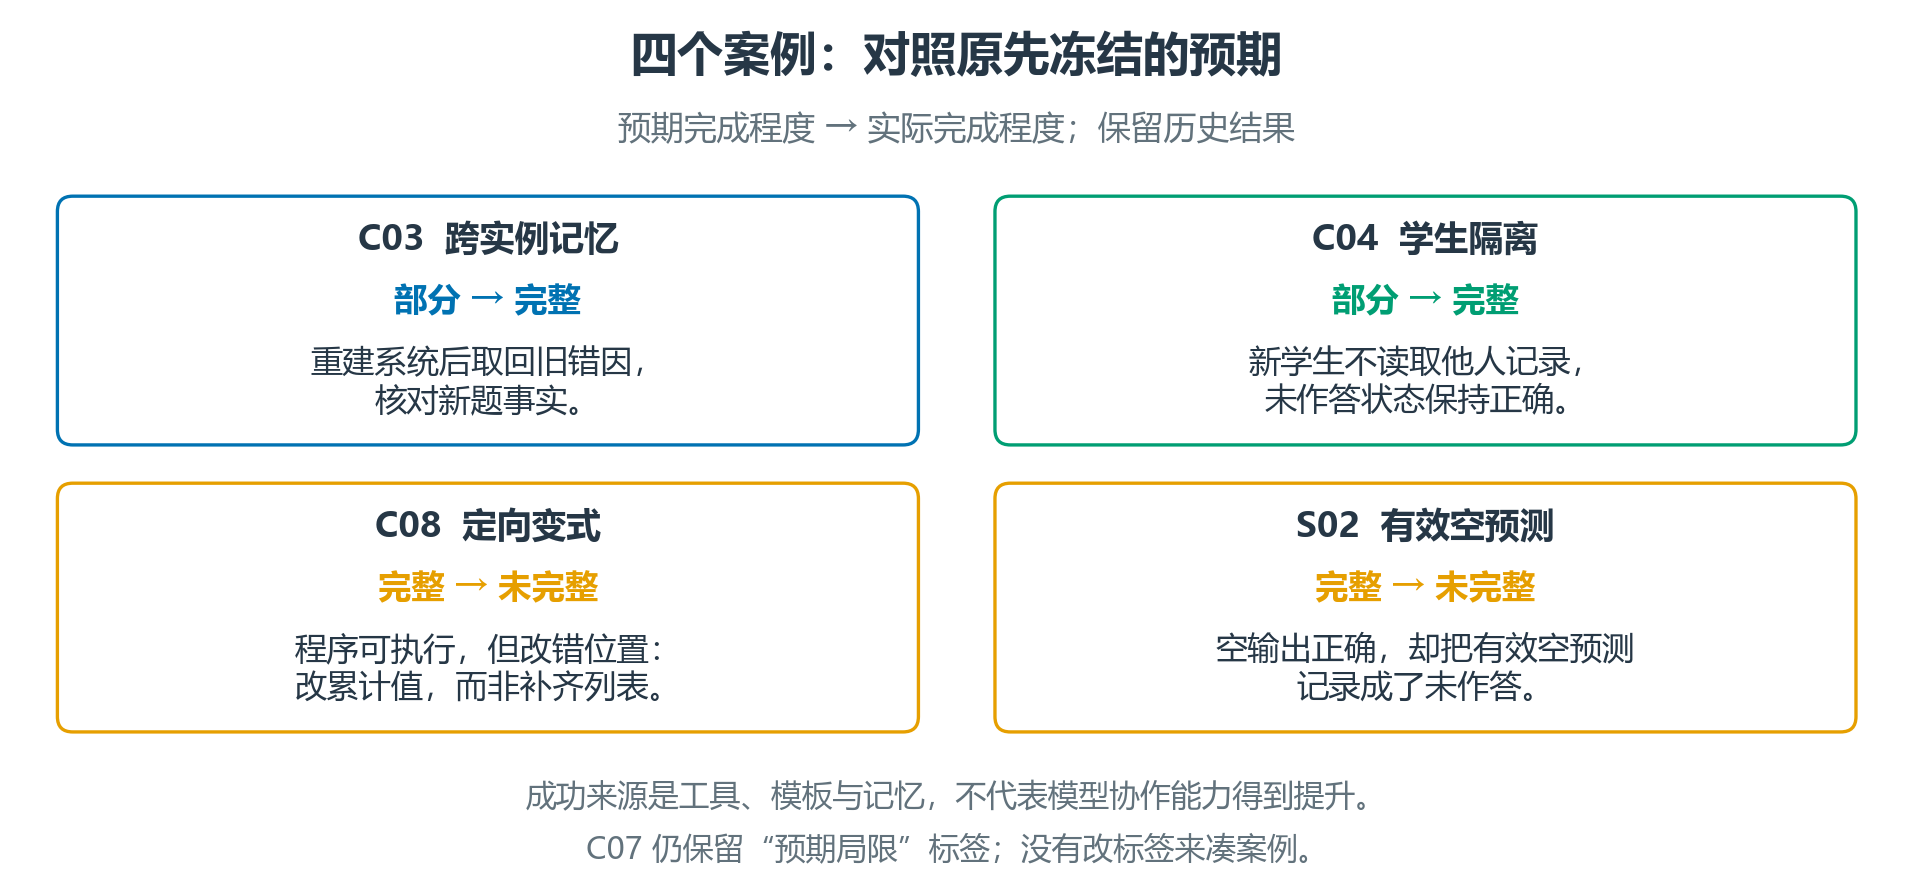 四个案例：对照原先冻结的预期
预期完成程度 → 实际完成程度；保留历史结果
C03 跨实例记忆
部分 → 完整
重建系统后取回旧错因，
核对新题事实。
C04 学生隔离
部分 → 完整
新学生不读取他人记录，
未作答状态保持正确。
C08 定向变式
完整 → 未完整
程序可执行，但改错位置：
改累计值，而非补齐列表。
S02 有效空预测
完整 → 未完整
空输出正确，却把有效空预测
记录成了未作答。
成功来源是工具、模板与记忆，不代表模型协作能力得到提升。
C07 仍保留“预期局限”标签；没有改标签来凑案例。